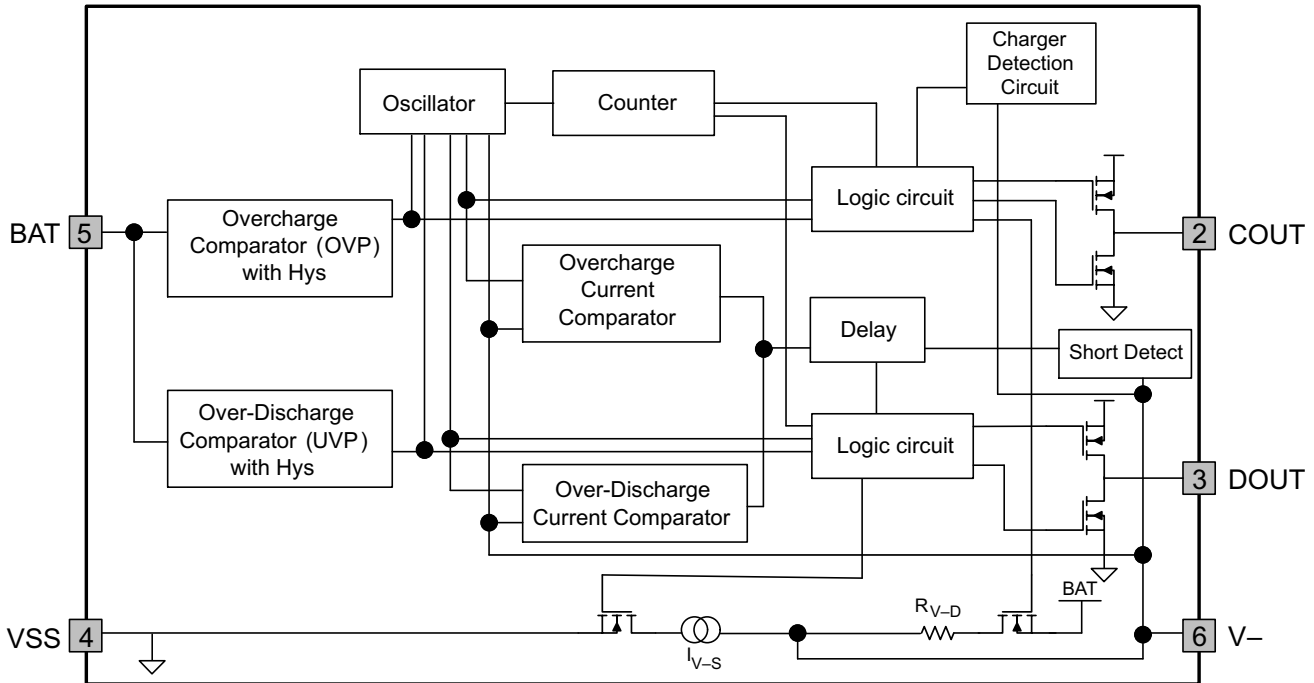 Charger
Detection
Circuit
Oscillator
Counter
Logic circuit
BAT
5
Overcharge
Comparator (OVP)
with Hys
2
COUT
Overcharge
Current
Comparator
Delay
Short Detect
Over-Discharge
Comparator (UVP)
with Hys
Logic circuit
Over-Discharge
Current Comparator
3
DOUT
BAT
RV–D
VSS
4
IV–S
6
V–